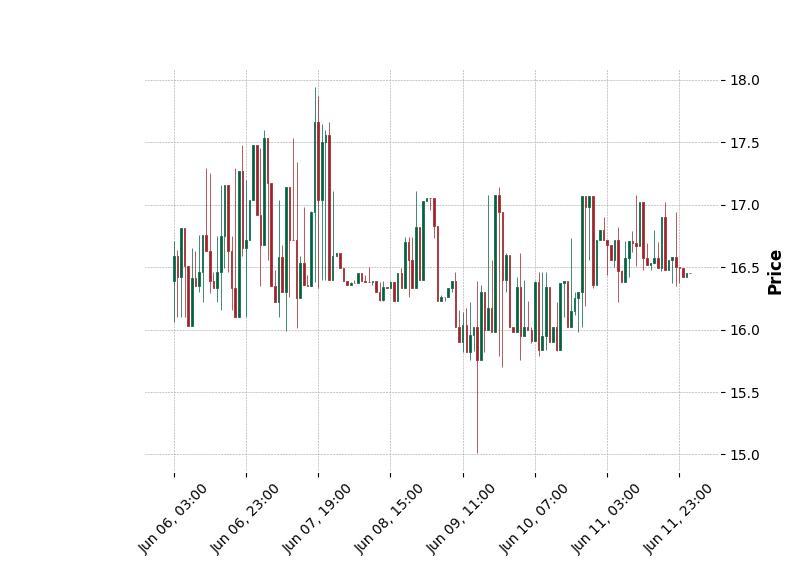 18.0
17.5
17.0
16.5
16.0
15.5
15.0
Price
Jun 06, 03:00
Jun 06, 23:00
Jun 07, 19:00
Jun 08, 15:00
Jun 09, 11:00
Jun 10, 07:00
Jun 11, 03:00
Jun 11, 23:00